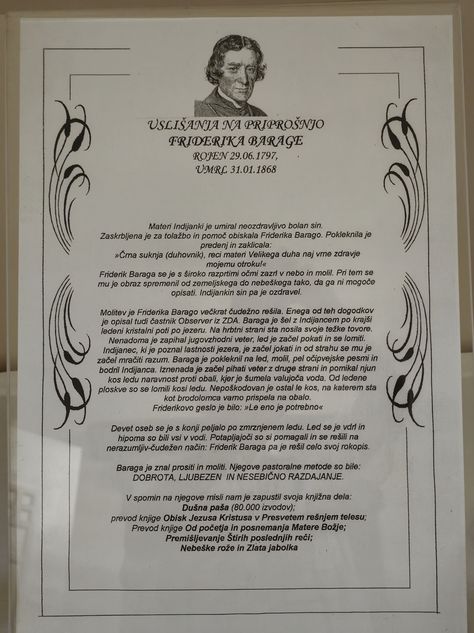 USLIŠANJA NA PRIPROŠNJO
FRIDERIKA BARAGE
ROJEN 29.06.1797,
UMRL 31.01.1868
Materi Indijanki je umiral neozdravljivo bolan sin.
Zaskrbljena je za tolažbo in pomoč obiskala Friderika Barago. Pokleknila je
predenj in zaklicala:
»Črna suknja (duhovnik), reci materi Velikega duha naj vrne zdravje
mojemu otroku!«
Friderik Baraga se je s široko razprtimi očmi zazrl v nebo in molil. Pri tem se
mu je obraz spremenil od zemeljskega do nebeškega tako, da ga ni mogoče
opisati. Indijankin sin pa je ozdravel.
Molitev je Friderika Barago večkrat čudežno rešila. Enega od teh dogodkov
je opisal tudi častnik Observer iz ZDA. Baraga je šel z Indijancem po krajši
ledeni kristalni poti po jezeru. Na hrbtni strani sta nosila svoje težke tovore.
Nenadoma je zapihal jugovzhodni veter, led je začel pokati in se lomiti.
Indijanec, ki je poznal lastnosti jezera, je začel jokati in od strahu se mu je
začel mračiti razum. Baraga je pokleknil na led, molil, pel očipvejske pesmi in
bodril Indijanca. Iznenada je začel pihati veter z druge strani in pomikal njun
kos ledu naravnost proti obali, kjer je šumela valujoča voda. Od ledene
ploskve so se lomili kosi ledu. Nepoškodovan je ostal le kos, na katerem sta
kot brodolomca varno prispela na obalo.
Friderikovo geslo je bilo: »Le eno je potrebno«
Devet oseb se je s konji peljalo po zmrznjenem ledu. Led se je vdrl in
hipoma so bili vsi v vodi. Potapljajoči so si pomagali in se rešili na
nerazumljiv-čudežen način: Friderik Baraga pa je rešil celo svoj rokopis.
Baraga je znal prositi in moliti. Njegove pastoralne metode so bile:
DOBROTA, LJUBEZEN IN NESEBIČNO RAZDAJANJE.
V spomin na njegove misli nam je zapustil svoja knjižna dela:
Dušna paša (80.000 izvodov);
prevod knjige Obisk Jezusa Kristusa v Presvetem rešnjem telesu;
Prevod knjige Od početja in posnemanja Matere Božje;
Premišljevanje Štirih poslednjih reči;
Nebeške rože in Zlata jabolka